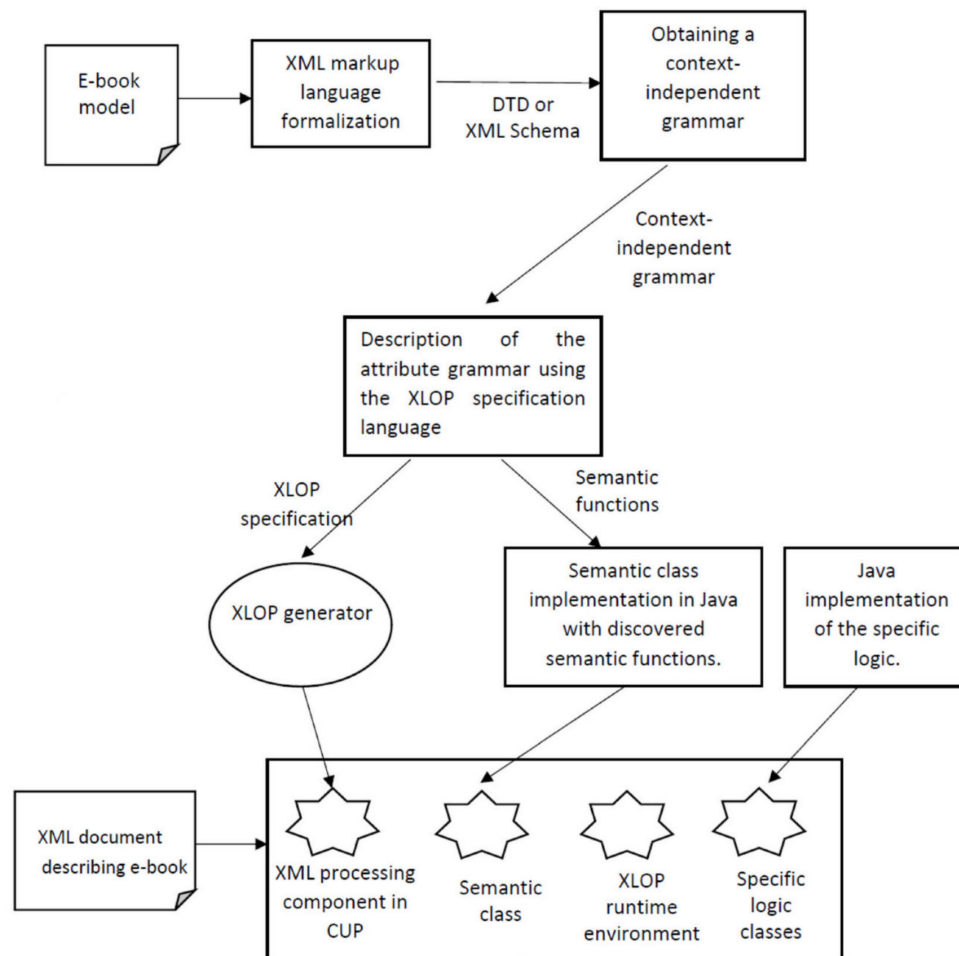 E-book
model
XML markup
language
formalization
DTD or
XML Schema
Obtaining a
context-
independent
grammar
Context-
independent
grammar
Description of the
attribute grammar using
the XLOP specification
language
XLOP
specification
Semantic
functions
XLOP generator
Semantic class
implementation in Java
with discovered
semantic functions.
Java
implementation
of the specific
logic.
XML document
describing e-book
XML processing
component in
CUP
Semantic
class
XLOP
runtime
environment
Specific
logic
classes